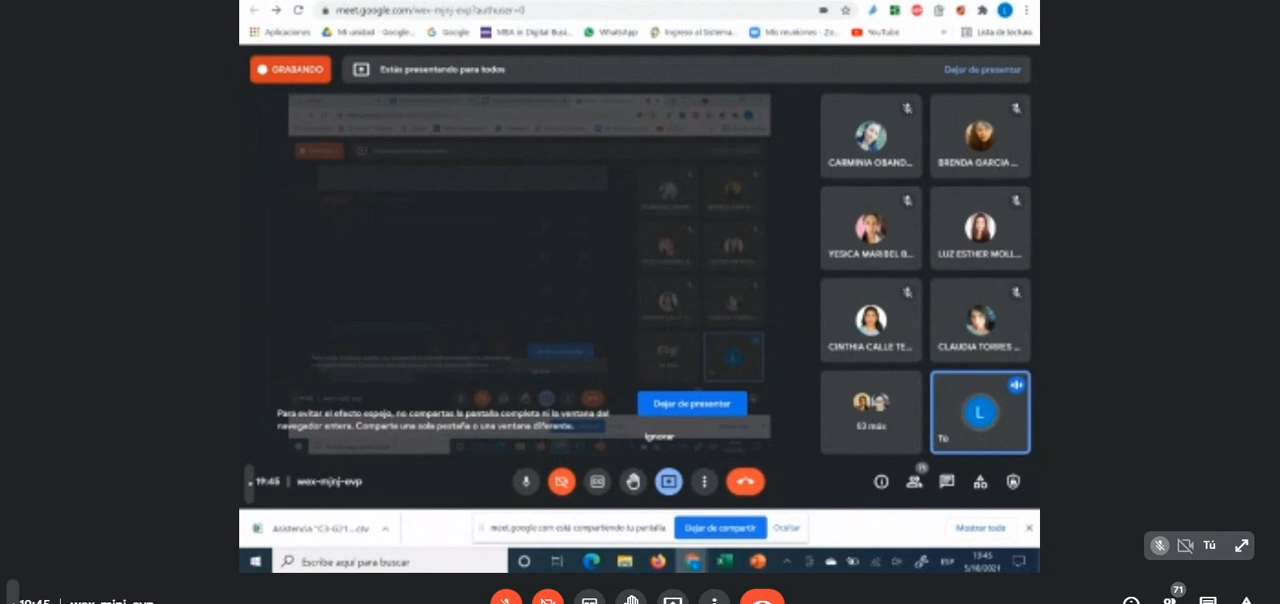 meet.google.com/wex-mjnj-evp?authuser=0
Aplicaciones Mi unidad - Google... Google MBA in Digital Busi... WhatsApp Ingreso al Sistema... Mis reuniones - Zo... YouTube » Lista de lectura
GRABANDO
Estás presentando para todos
Dejar de presentar
CARMINIA OBAND...
BRENDA GARCIA ...
YESICA MARIBEL B...
LUZ ESTHER MOLL...
CINTHIA CALLE TE...
CLAUDIA TORRES ...
63 más
L
Tú
Para evitar el efecto espejo, no compartas la pantalla completa ni la ventana del
navegador entera. Comparte una sola pestaña o una ventana diferente.
Dejar de presentar
Ignorar
19:45 | wex-mjnj-evp
71
Asistencia "C3-G21....csv
meet.google.com está compartiendo tu pantalla.
Dejar de compartir
Ocultar
Mostrar todo
Escribe aquí para buscar
ESP
19:45
5/10/2021
Tú
19:45 | wex-mjnj-evp
71